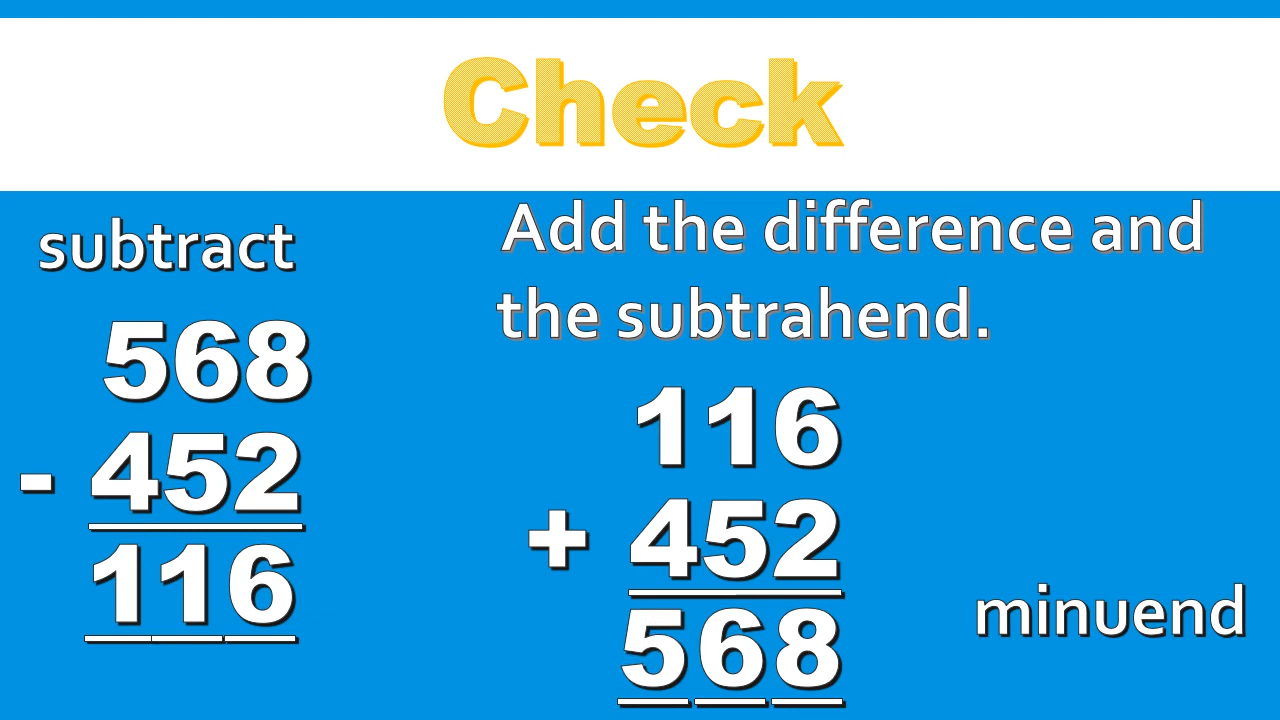 Check
subtract
568
- 452
116
Add the difference and
the subtrahend.
116
+ 452
568
minuend